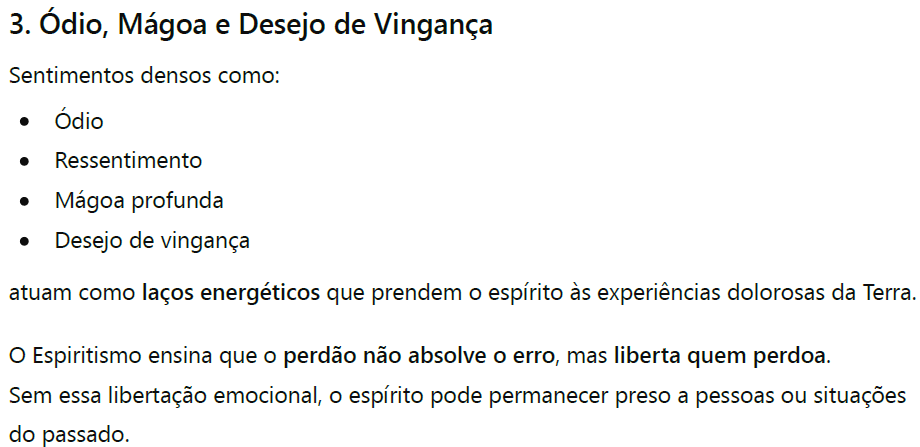 3. Ódio, Mágoa e Desejo de Vingança
Sentimentos densos como:
• Ódio
• Ressentimento
• Mágoa profunda
• Desejo de vingança
atuam como laços energéticos que prendem o espírito às experiências dolorosas da Terra.
O Espiritismo ensina que o perdão não absolve o erro, mas liberta quem perdoa.
Sem essa libertação emocional, o espírito pode permanecer preso a pessoas ou situações
do passado.